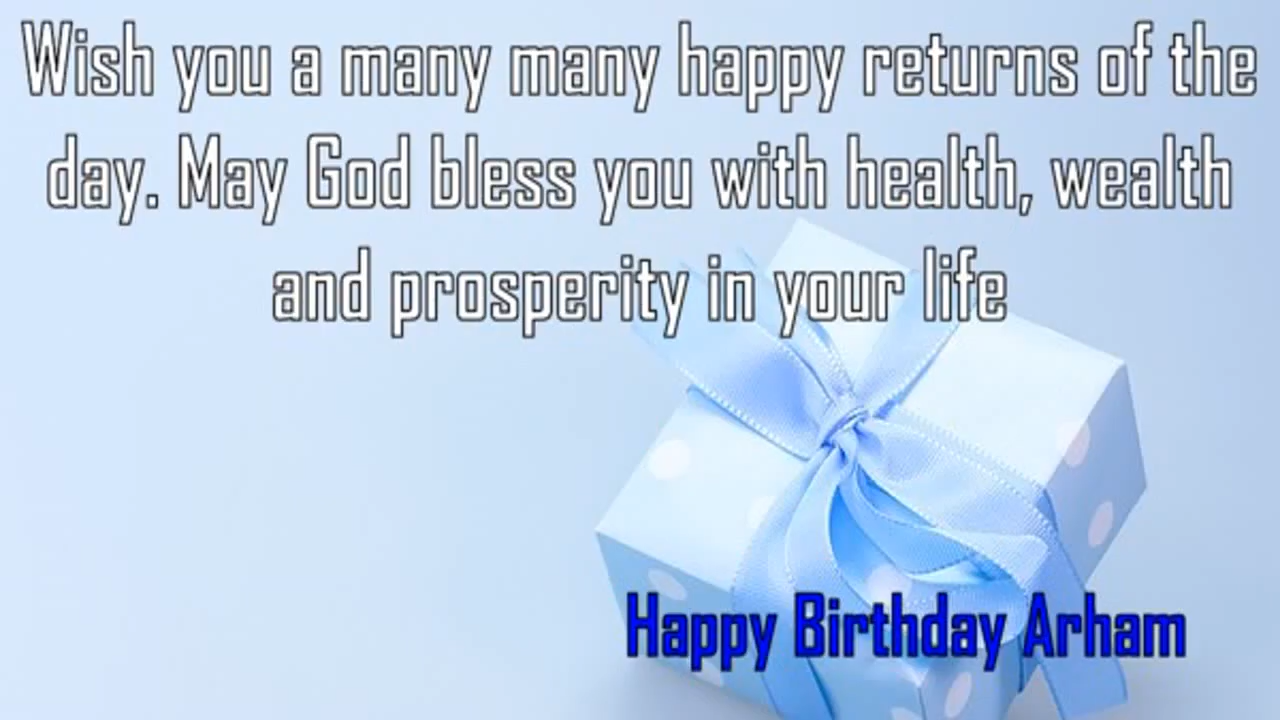 Wish you a many many happy returns of the
day. May God bless you with health, wealth
and prosperity in your life
Happy Birthday Arham